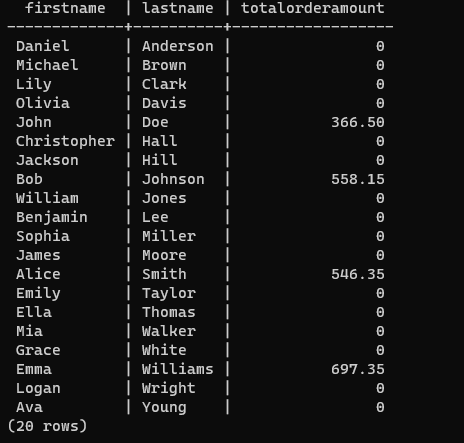 firstname  | lastname | totalorderamount
-------------+----------+------------------
 Daniel      | Anderson |                0
 Michael     | Brown    |                0
 Lily        | Clark    |                0
 Olivia      | Davis    |                0
 John        | Doe      |           366.50
 Christopher | Hall     |                0
 Jackson     | Hill     |                0
 Bob         | Johnson  |           558.15
 William     | Jones    |                0
 Benjamin    | Lee      |                0
 Sophia      | Miller   |                0
 James       | Moore    |                0
 Alice       | Smith    |           546.35
 Emily       | Taylor   |                0
 Ella        | Thomas   |                0
 Mia         | Walker   |                0
 Grace       | White    |                0
 Emma        | Williams |           697.35
 Logan       | Wright   |                0
 Ava         | Young    |                0
(20 rows)